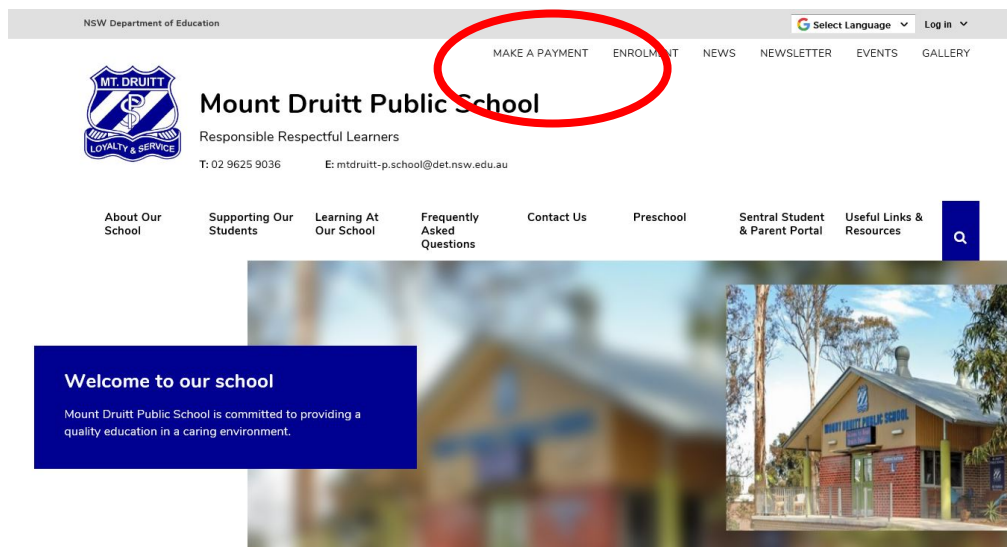 NSW Department of Education
Select Language
Log in
MAKE A PAYMENT ENROLMENT NEWS NEWSLETTER EVENTS GALLERY
MT. DRUITT
PS
LOYALTY & SERVICE
Mount Druitt Public School
Responsible Respectful Learners
T: 02 9625 9036 E: mtdruitt-p.school@det.nsw.edu.au
About Our School
Supporting Our Students
Learning At Our School
Frequently Asked Questions
Contact Us
Preschool
Sentral Student & Parent Portal
Useful Links & Resources
Welcome to our school
Mount Druitt Public School is committed to providing a
quality education in a caring environment.
MOUNT DRUITT PUBLIC SCHOOL